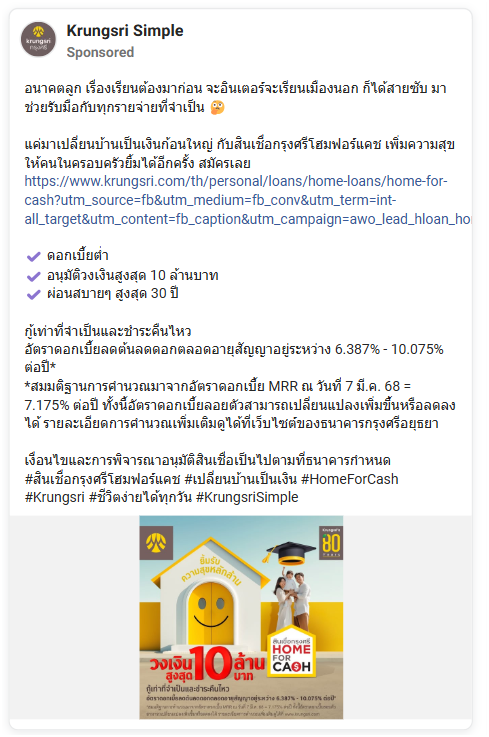 Krungsri Simple
Sponsored
อนาคตลูก เรื่องเรียนต้องมาก่อน จะอินเตอร์จะเรียนเมืองนอก ก็ได้สายซับ มา
ช่วยรับมือกับทุกรายจ่ายที่จำเป็น 🤔
แค่มาเปลี่ยนบ้านเป็นเงินก้อนใหญ่ กับสินเชื่อกรุงศรีโฮมฟอร์แคช เพิ่มความสุข
ให้คนในครอบครัวยิ้มได้อีกครั้ง สมัครเลย
https://www.krungsri.com/th/personal/loans/home-loans/home-for-
cash?utm_source=fb&utm_medium=fb_conv&utm_term=int-
all_target&utm_content=fb_caption&utm_campaign=awo_lead_hloan_hor
✓ ดอกเบี้ยต่ำ
✓ อนุมัติวงเงินสูงสุด 10 ล้านบาท
✓ ผ่อนสบายๆ สูงสุด 30 ปี
กู้เท่าที่จำเป็นและชำระคืนไหว
อัตราดอกเบี้ยลดต้นลดดอกตลอดอายุสัญญาอยู่ระหว่าง 6.387% - 10.075%
ต่อปี*
*สมมติฐานการคำนวณมาจากอัตราดอกเบี้ย MRR ณ วันที่ 7 มี.ค. 68 =
7.175% ต่อปี ทั้งนี้อัตราดอกเบี้ยลอยตัวสามารถเปลี่ยนแปลงเพิ่มขึ้นหรือลดลง
ได้ รายละเอียดการคำนวณเพิ่มเติมดูได้ที่เว็บไซต์ของธนาคารกรุงศรีอยุธยา
เงื่อนไขและการพิจารณาอนุมัติสินเชื่อเป็นไปตามที่ธนาคารกำหนด
#สินเชื่อกรุงศรีโฮมฟอร์แคช #เปลี่ยนบ้านเป็นเงิน #HomeForCash
#Krungsri #ชีวิตง่ายได้ทุกวัน #KrungsriSimple
ยิ้มรับ
ความสุขหลักล้าน
สินเชื่อกรุงศรี
HOME
FOR
CASH
วงเงิน
สูงสุด 10 ล้าน
บาท
กู้เท่าที่จำเป็นและชำระคืนไหว
อัตราดอกเบี้ยลดต้นลดดอกตลอดอายุสัญญาอยู่ระหว่าง 6.387% - 10.075% ต่อปี*